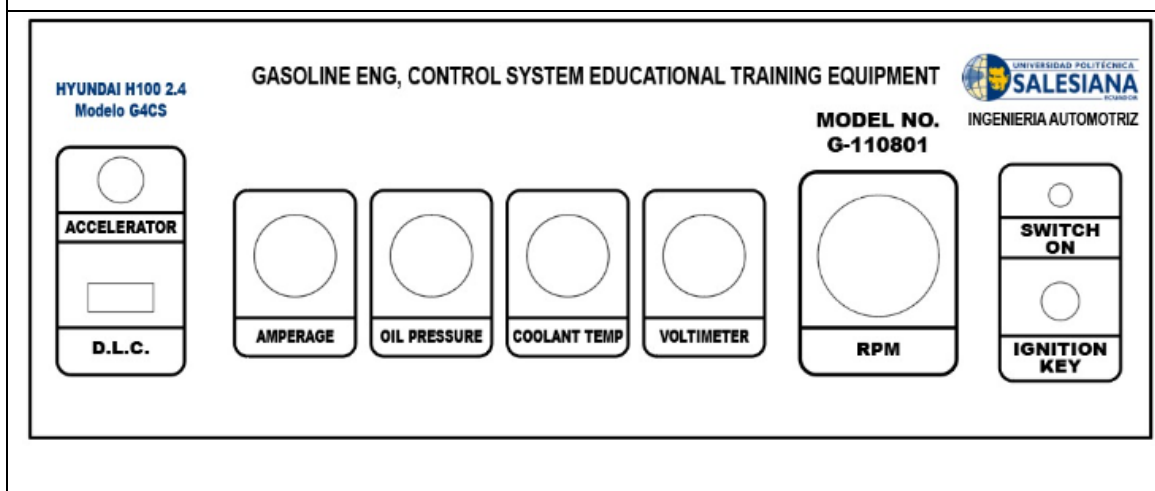 HYUNDAI H100 2.4
Modelo G4CS
GASOLINE ENG, CONTROL SYSTEM EDUCATIONAL TRAINING EQUIPMENT
UNIVERSIDAD POLITÉCNICA
SALESIANA
ECUADOR
INGENIERIA AUTOMOTRIZ
MODEL NO.
G-110801
ACCELERATOR
D.L.C.
AMPERAGE
OIL PRESSURE
COOLANT TEMP
VOLTIMETER
RPM
SWITCH
ON
IGNITION
KEY